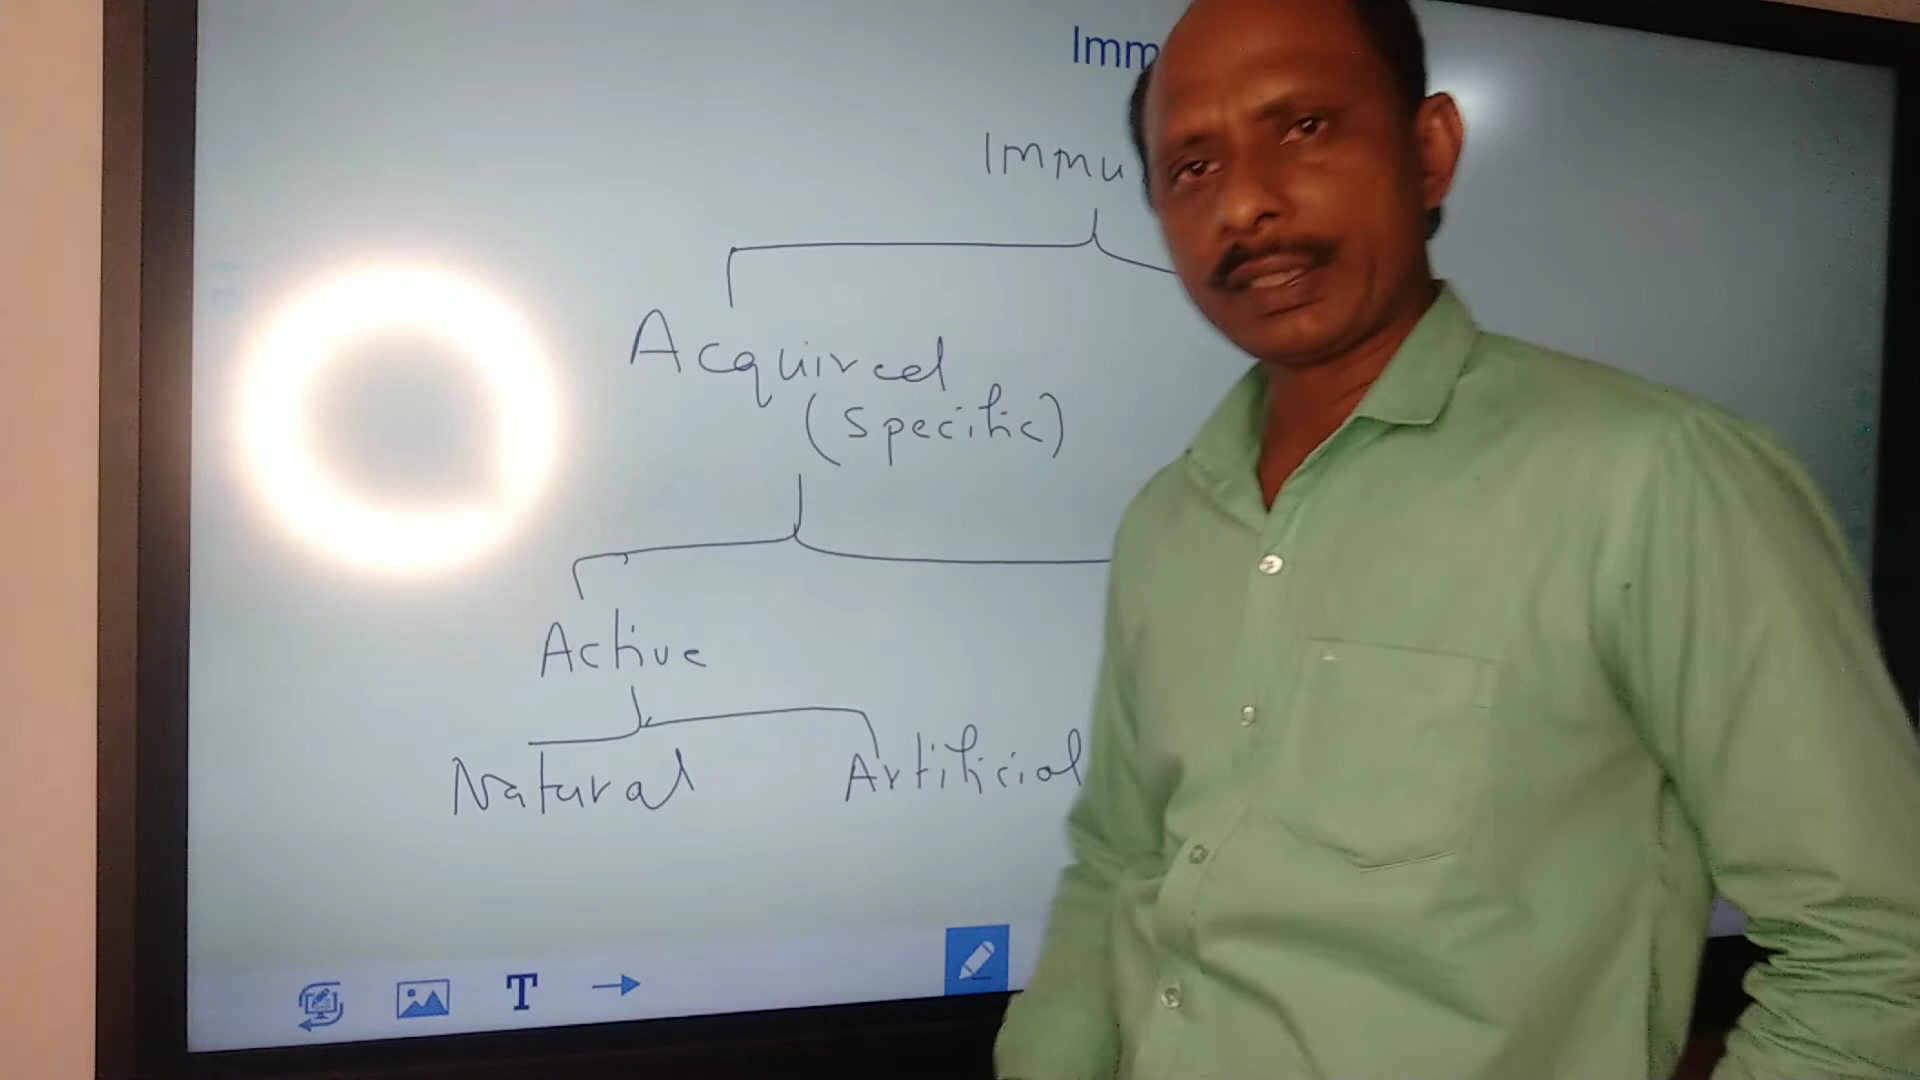 Imm
Immu
Acquired
(Specific)
Active
Natural
Artificial
T